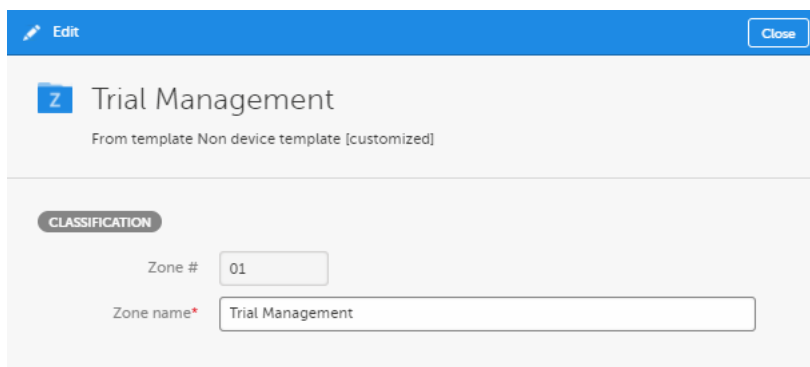 Edit
Close
Z
Trial Management
From template Non device template [customized]
CLASSIFICATION
Zone # 01
Zone name* Trial Management